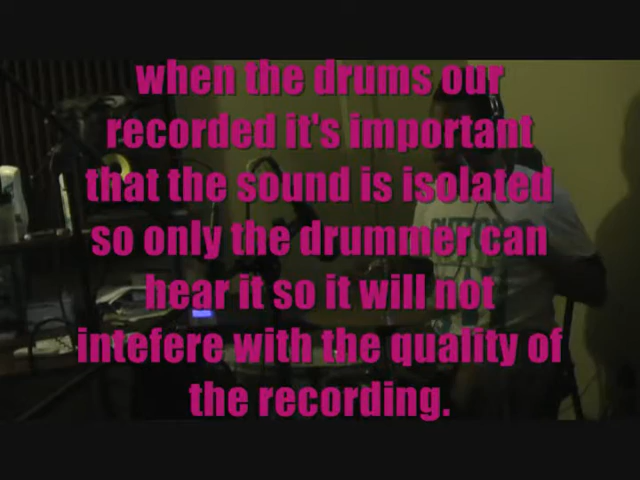 when the drums our
recorded it's important
that the sound is isolated
so only the drummer can
hear it so it will not
intefere with the quality of
the recording.